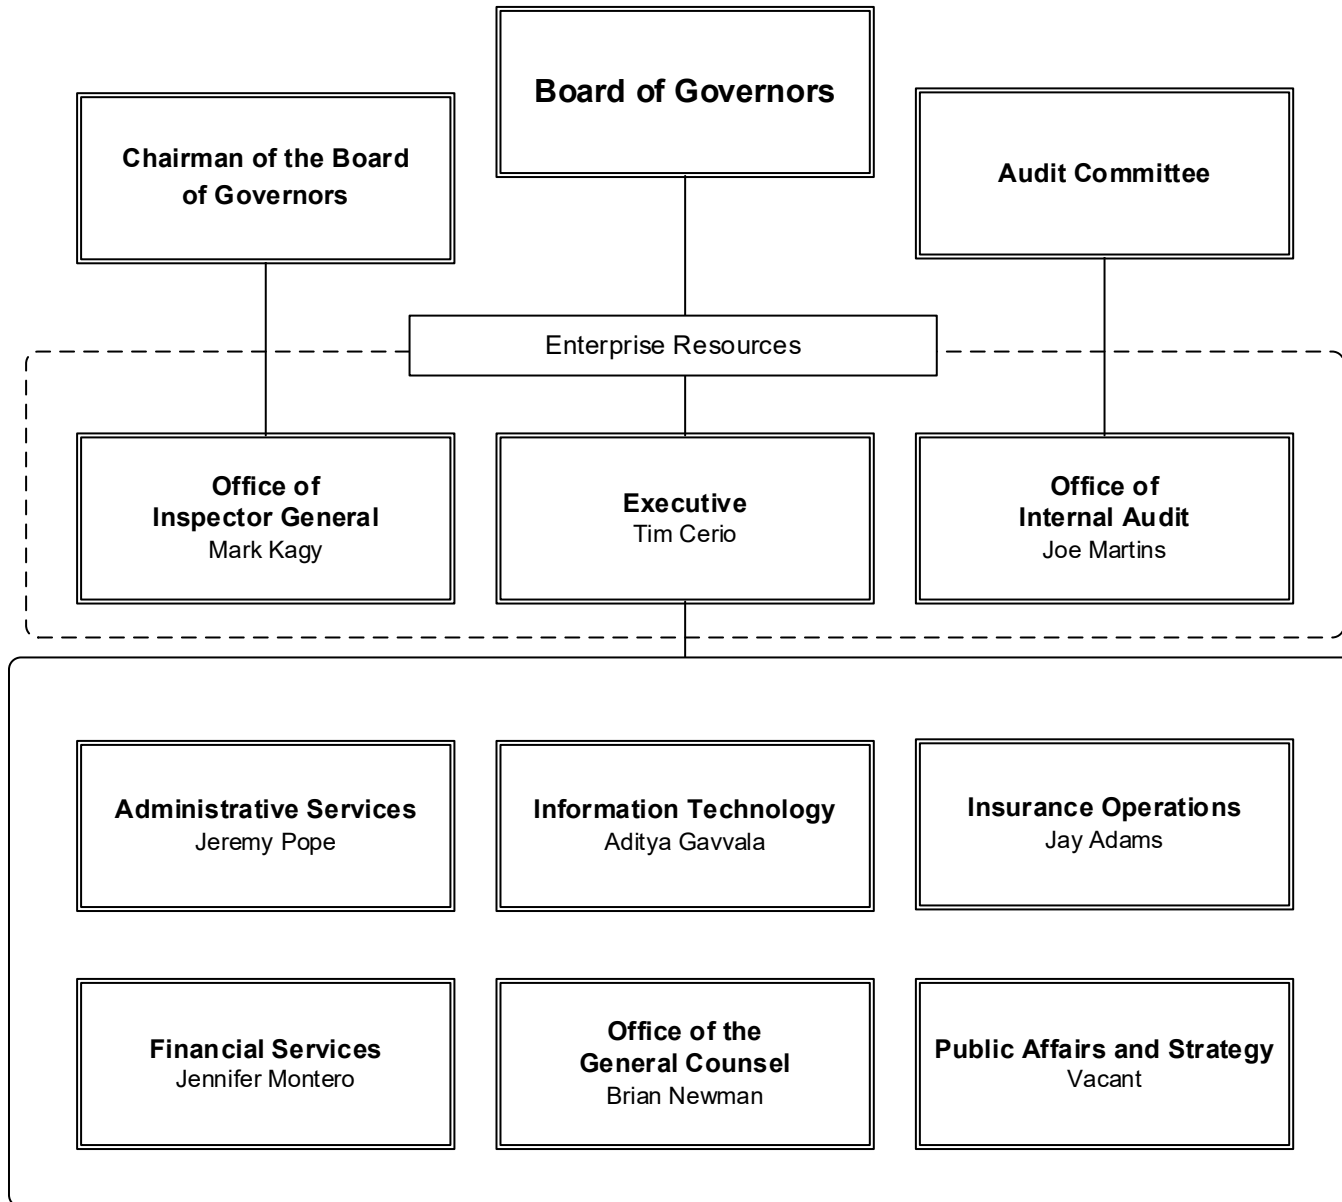 Board of Governors
Chairman of the Board
of Governors
Audit Committee
Enterprise Resources
Office of
Inspector General
Mark Kagy
Executive
Tim Cerio
Office of
Internal Audit
Joe Martins
Administrative Services
Jeremy Pope
Information Technology
Aditya Gavvala
Insurance Operations
Jay Adams
Financial Services
Jennifer Montero
Office of the
General Counsel
Brian Newman
Public Affairs and Strategy
Vacant